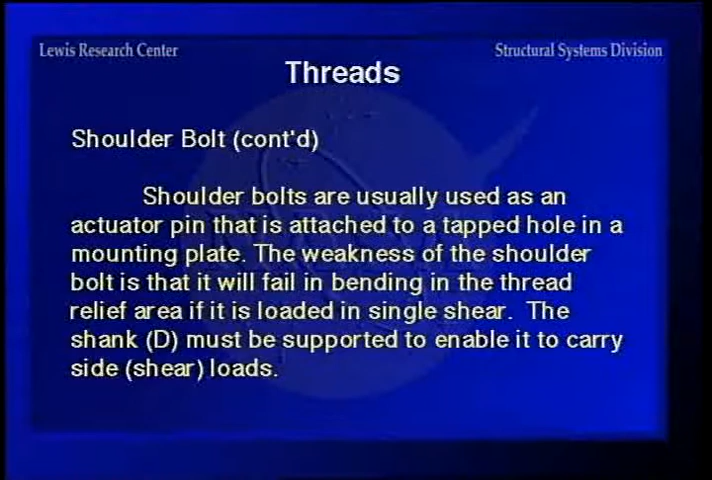 Lewis Research Center
Structural Systems Division
Threads
Shoulder Bolt (cont'd)
Shoulder bolts are usually used as an
actuator pin that is attached to a tapped hole in a
mounting plate. The weakness of the shoulder
bolt is that it will fail in bending in the thread
relief area if it is loaded in single shear. The
shank (D) must be supported to enable it to carry
side (shear) loads.